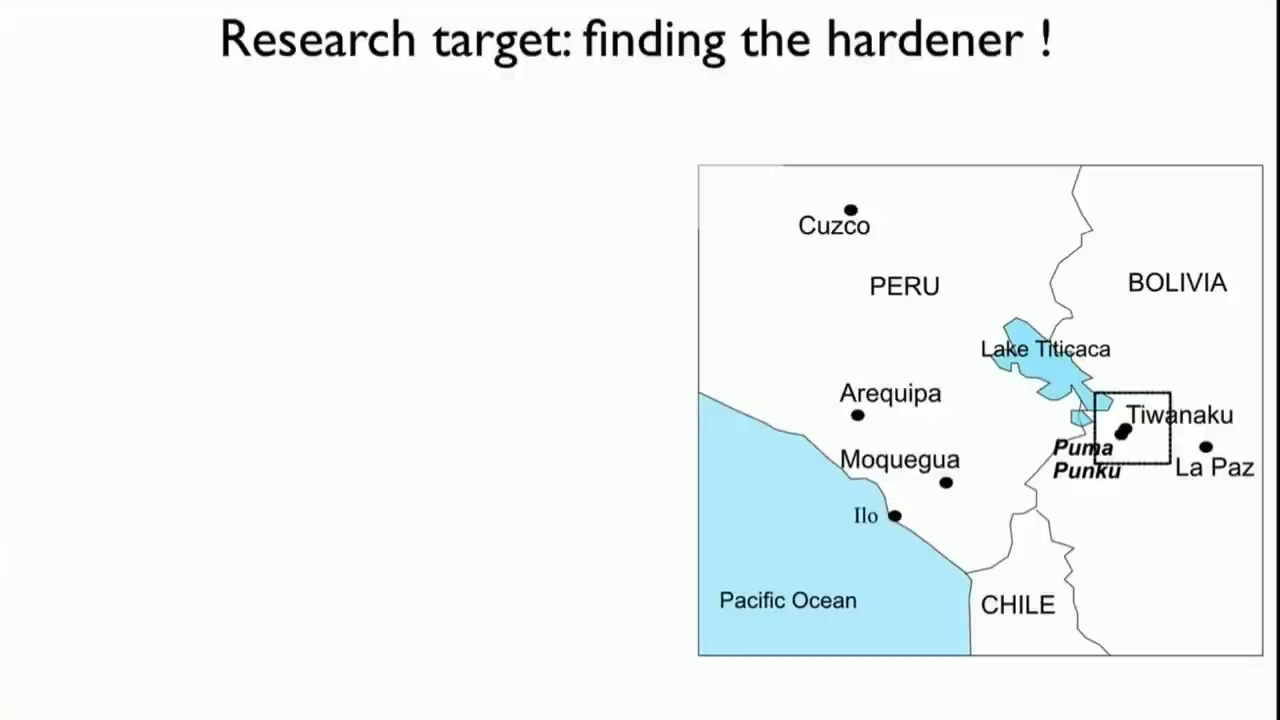 Research target: finding the hardener !
Cuzco
PERU
BOLIVIA
Lake Titicaca
Arequipa
Tiwanaku
Puma
Punku
La Paz
Moquegua
Ilo
Pacific Ocean
CHILE